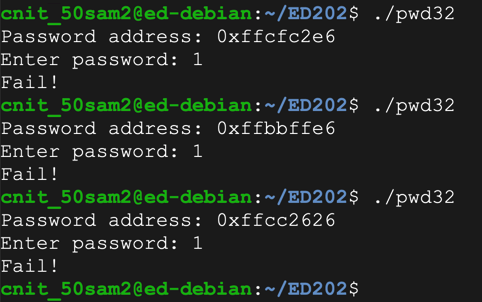 cnit_50sam2@ed-debian:~/ED202$ ./pwd32
Password address: 0xffcfc2e6
Enter password: 1
Fail!
cnit_50sam2@ed-debian:~/ED202$ ./pwd32
Password address: 0xffbbffe6
Enter password: 1
Fail!
cnit_50sam2@ed-debian:~/ED202$ ./pwd32
Password address: 0xffcc2626
Enter password: 1
Fail!
cnit_50sam2@ed-debian:~/ED202$